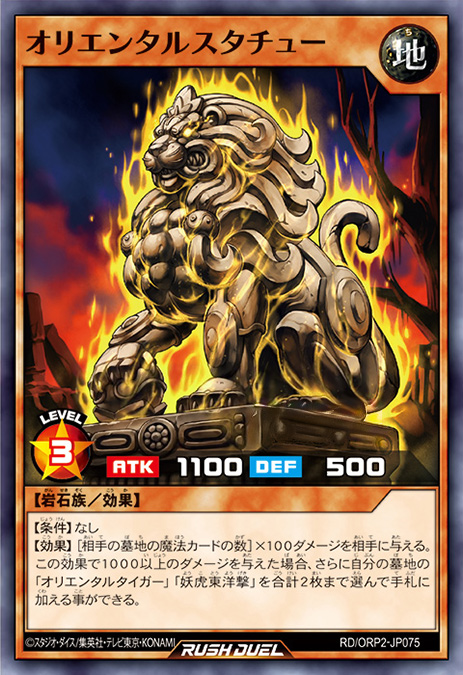 オリエンタルスタチュー
地
LEVEL
3
ATK 1100 DEF 500
【岩石族／効果】
【条件】なし
【効果】[相手の墓地の魔法カードの数]×100ダメージを相手に与える。
この効果で1000以上のダメージを与えた場合、さらに自分の墓地の
「オリエンタルタイガー」「妖虎東洋撃」を合計2枚まで選んで手札に
加える事ができる。
©スタジオ・ダイス/集英社・テレビ東京・KONAMI RUSH DUEL RD/ORP2-JP075